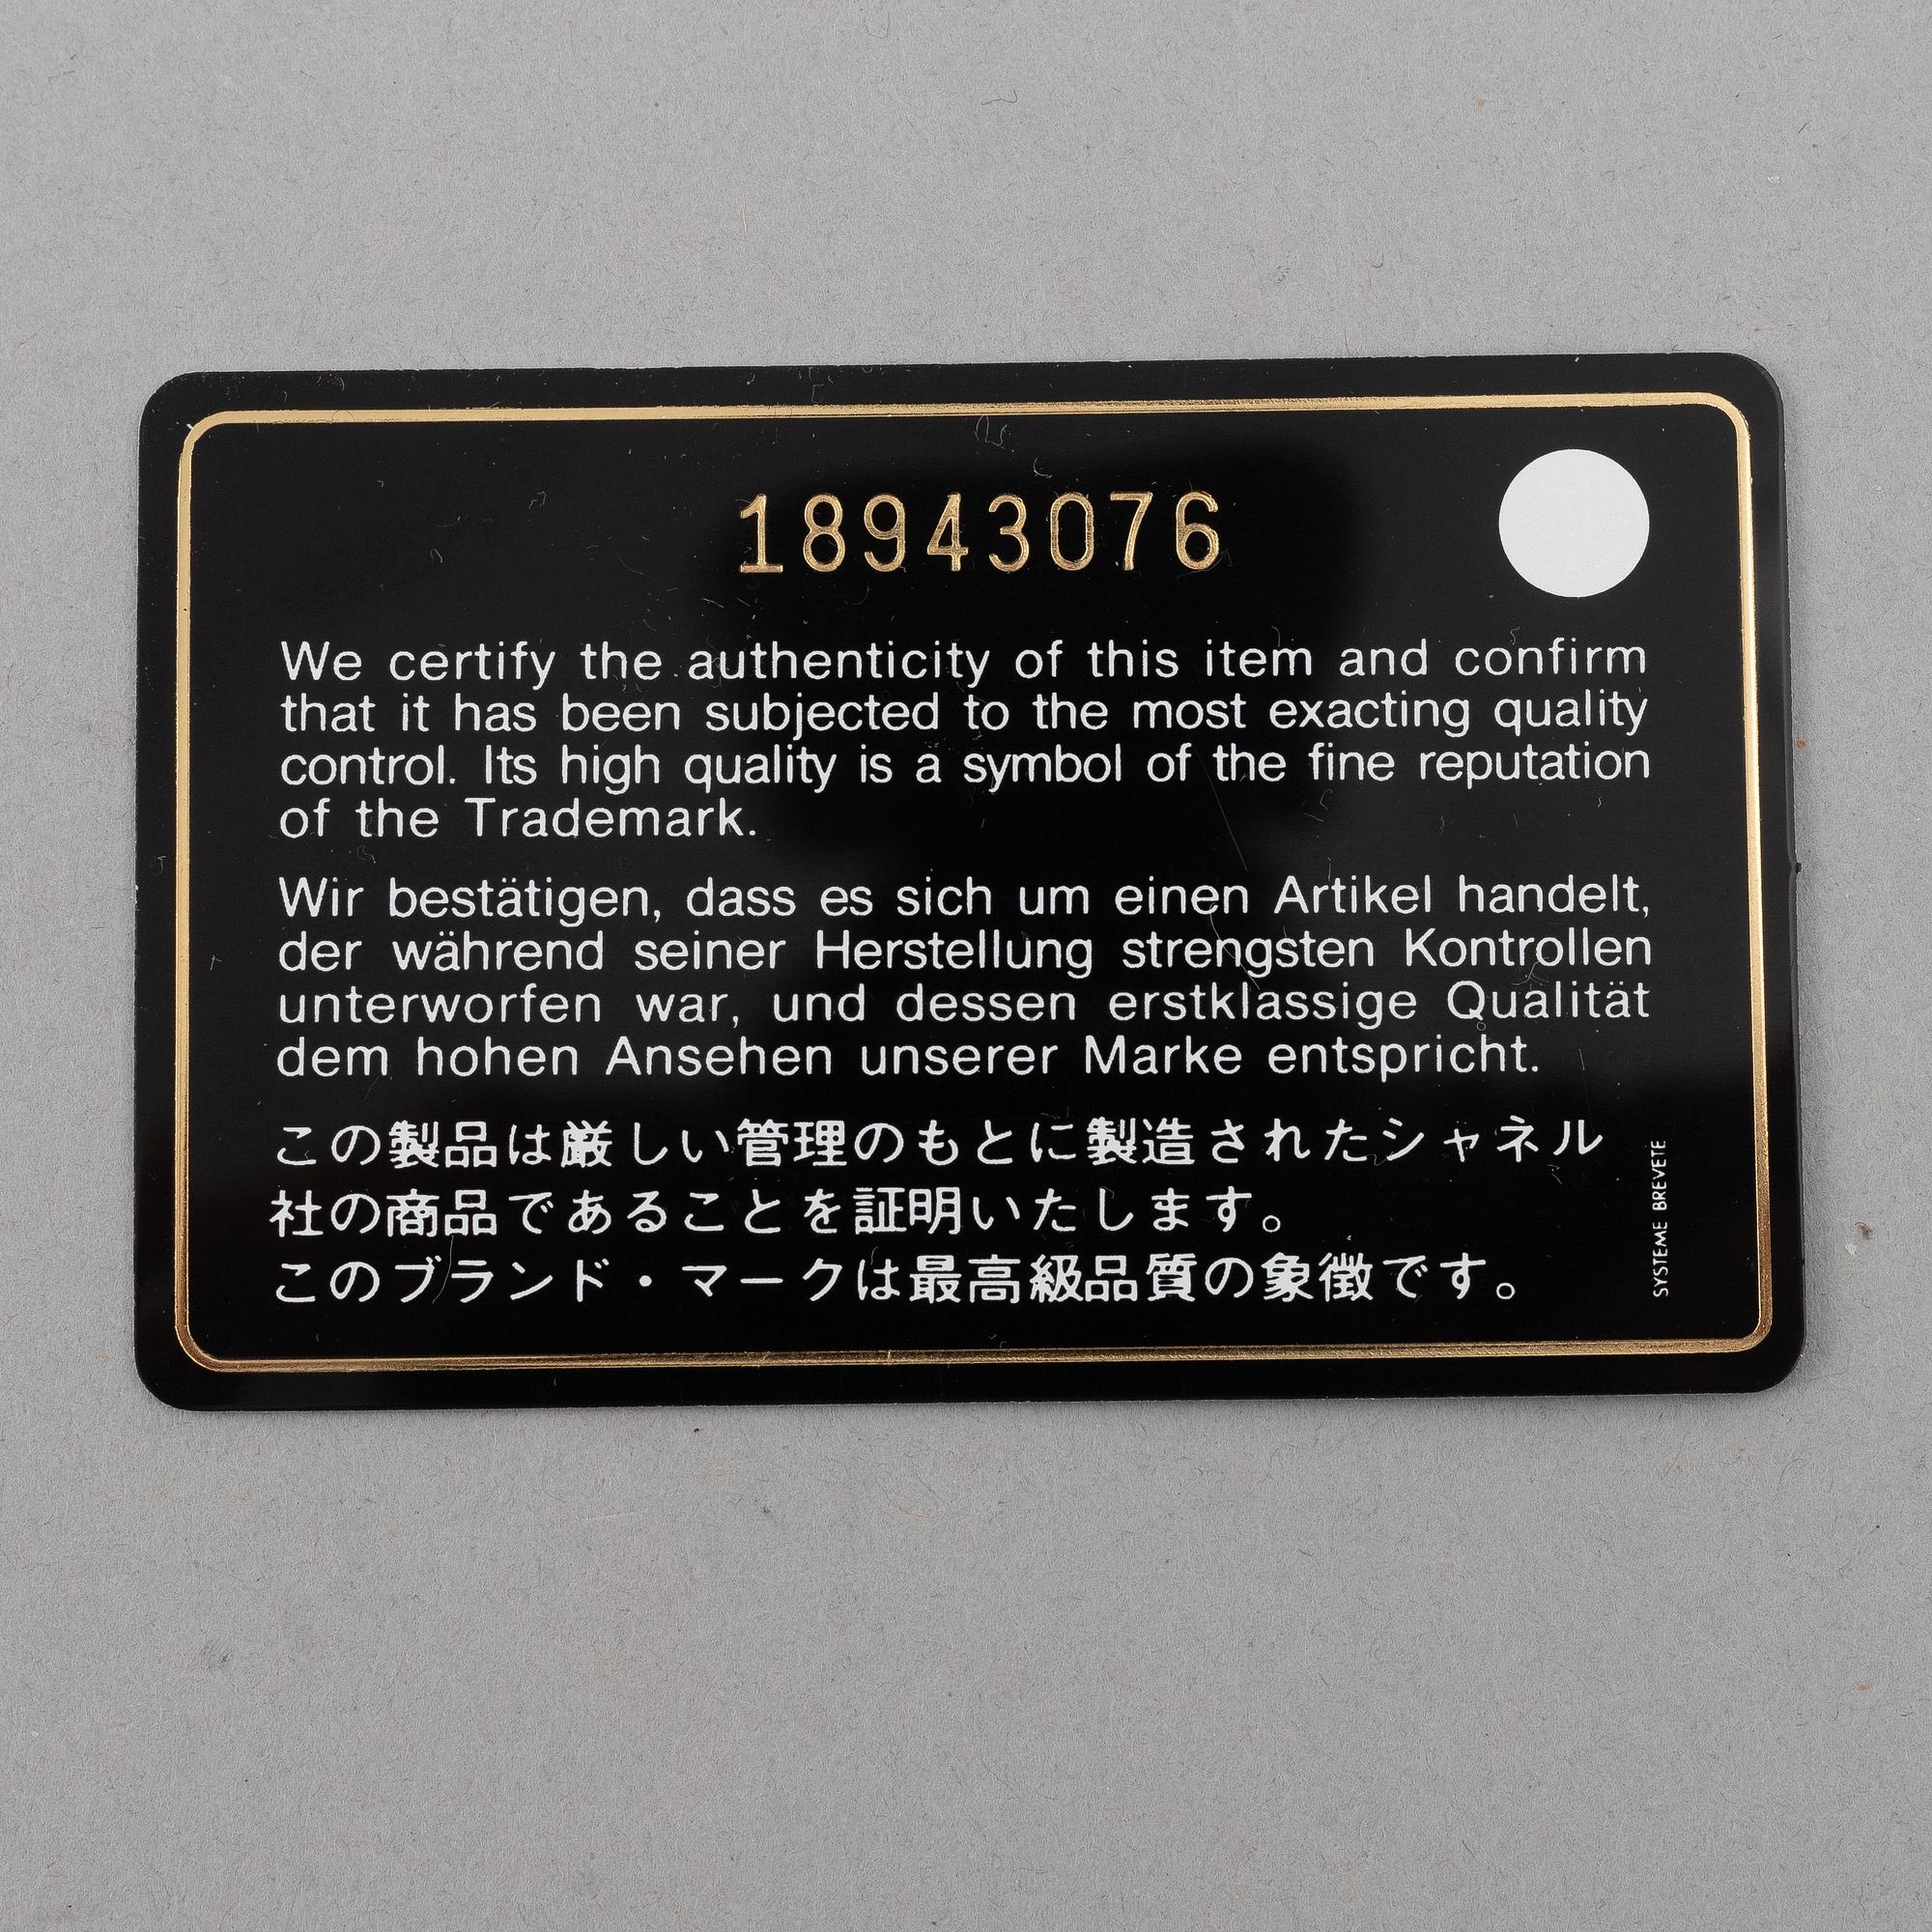 18943076
We certify the authenticity of this item and confirm
that it has been subjected to the most exacting quality
control. Its high quality is a symbol of the fine reputation
of the Trademark.
Wir bestätigen, dass es sich um einen Artikel handelt,
der während seiner Herstellung strengsten Kontrollen
unterworfen war, und dessen erstklassige Qualität
dem hohen Ansehen unserer Marke entspricht.
この製品は厳しい管理のもとに製造されたシャネル
社の商品であることを証明いたします。
このブランド・マークは最高級品質の象徴です。
SYSTEME BREVETE